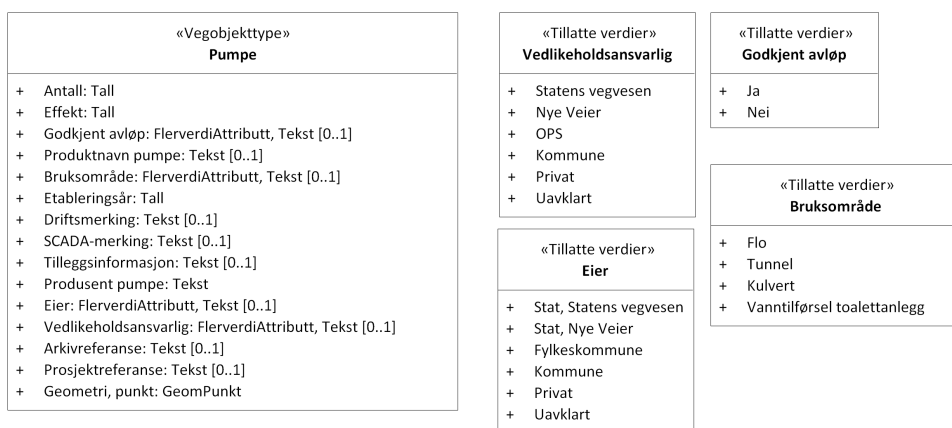 «Vegobjekttype»
Pumpe
+ Antall: Tall
+ Effekt: Tall
+ Godkjent avløp: FlerverdiAttributt, Tekst [0..1]
+ Produktnavn pumpe: Tekst [0..1]
+ Bruksområde: FlerverdiAttributt, Tekst [0..1]
+ Etableringsår: Tall
+ Driftsmerking: Tekst [0..1]
+ SCADA-merking: Tekst [0..1]
+ Tilleggsinformasjon: Tekst [0..1]
+ Produsent pumpe: Tekst
+ Eier: FlerverdiAttributt, Tekst [0..1]
+ Vedlikeholdsansvarlig: FlerverdiAttributt, Tekst [0..1]
+ Arkivreferanse: Tekst [0..1]
+ Prosjektreferanse: Tekst [0..1]
+ Geometri, punkt: GeomPunkt
«Tillatte verdier»
Vedlikeholdsansvarlig
+ Statens vegvesen
+ Nye Veier
+ OPS
+ Kommune
+ Privat
+ Uavklart
«Tillatte verdier»
Eier
+ Stat, Statens vegvesen
+ Stat, Nye Veier
+ Fylkeskommune
+ Kommune
+ Privat
+ Uavklart
«Tillatte verdier»
Godkjent avløp
+ Ja
+ Nei
«Tillatte verdier»
Bruksområde
+ Flo
+ Tunnel
+ Kulvert
+ Vanntilførsel toalettanlegg